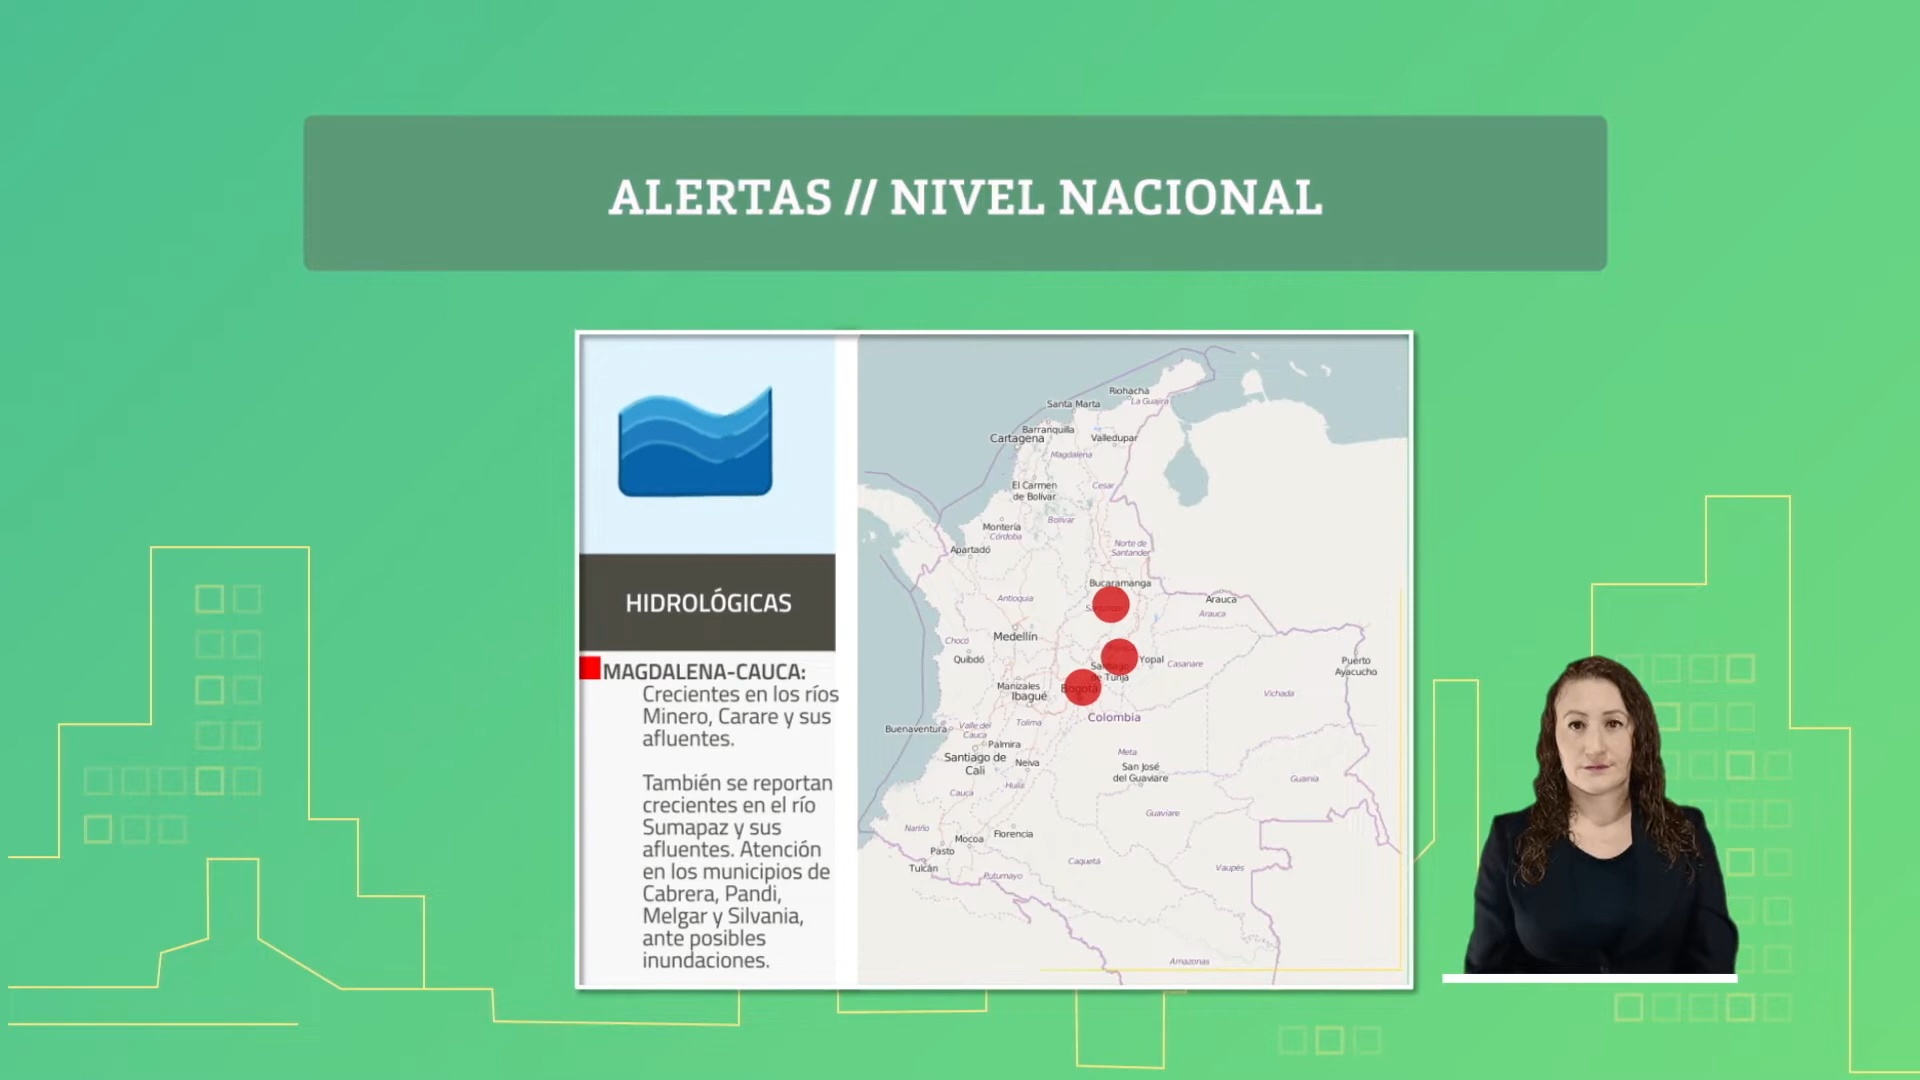 ALERTAS // NIVEL NACIONAL
HIDROLÓGICAS
MAGDALENA-CAUCA:
Crecientes en los ríos
Minero, Carare y sus
afluentes.
También se reportan
crecientes en el río
Sumapaz y sus
afluentes. Atención
en los municipios de
Cabrera, Pandi,
Melgar y Silvania,
ante posibles
inundaciones.
Riohacha
La Guajira
Santa Marta
Barranquilla
Cartagena
Valledupar
Magdalena
El Carmen
de Bolívar
Cesar
Bolívar
Montería
Córdoba
Apartadó
Norte de
Santander
Bucaramanga
Antioquia
Santander
Arauca
Arauca
Medellín
Chocó
Quibdó
Yopal
Casanare
Puerto
Ayacucho
Santiago
de Tunja
Manizales
Ibagué
Bogotá
Vichada
Colombia
Tolima
Buenaventura
Valle del
Cauca
Palmira
Santiago de
Cali
Neiva
Meta
San José
del Guaviare
Guainía
Huila
Cauca
Guaviare
Nariño
Mocoa
Florencia
Pasto
Tulcán
Putumayo
Caquetá
Vaupés
Amazonas